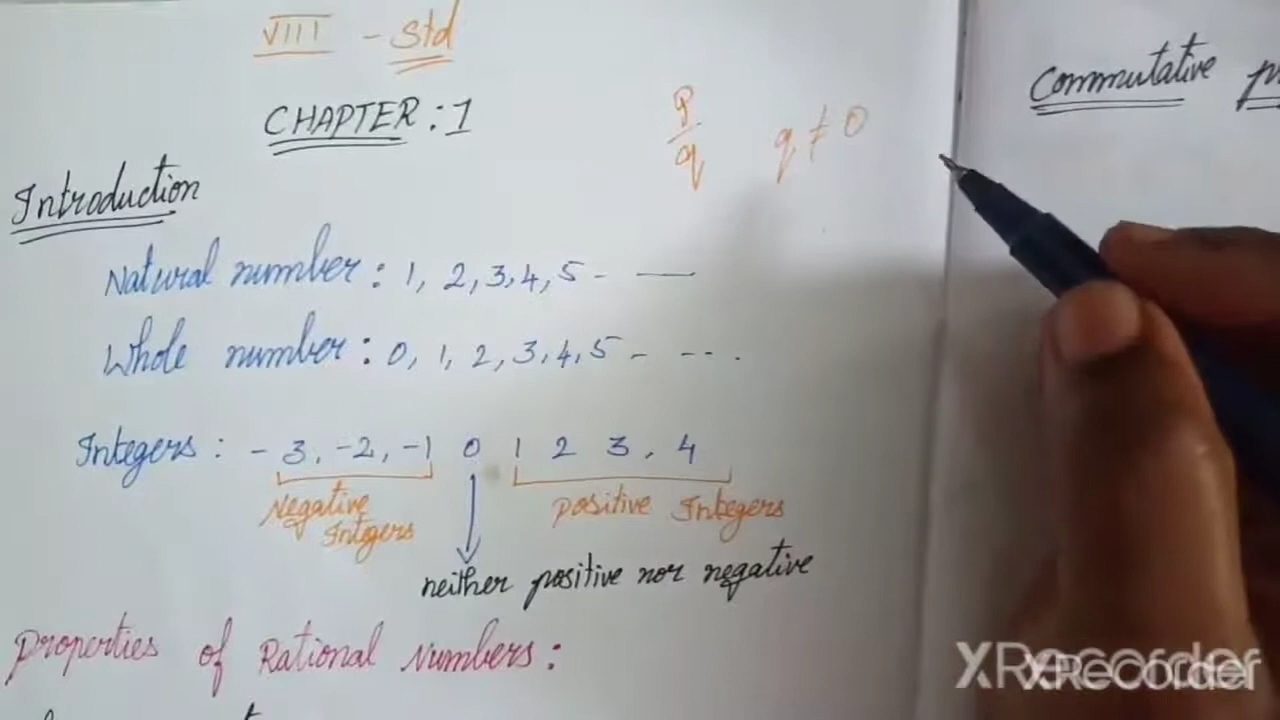 VIII - Std
CHAPTER : 1
p/q q ≠ 0
Introduction
Natural number : 1, 2, 3, 4, 5 - —
Whole number : 0, 1, 2, 3, 4, 5 - - - .
Integers : - 3, -2, -1 0 1 2 3, 4
Negative Integers
positive Integers
neither positive nor negative
Properties of Rational Numbers :
Commutative
XRecorder